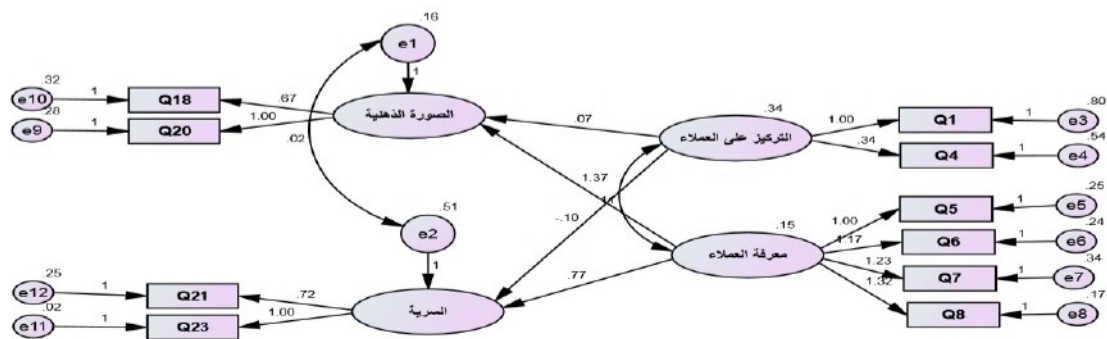 .16
e1
1
.32
e10
1
Q18
.67
.28
e9
1
Q20
1.00
الصورة الذهنية
.02
.07
.34
التركيز على العملاء
1.00
Q1
1
.80
e3
.34
Q4
1
.54
e4
1.37
-.10
.51
e2
1
.15
معرفة العملاء
1.00
Q5
1
.25
e5
1.17
Q6
1
.24
e6
1.23
Q7
1
.34
e7
1.32
Q8
1
.17
e8
.77
.25
e12
1
Q21
.72
.02
e11
1
Q23
1.00
السرية